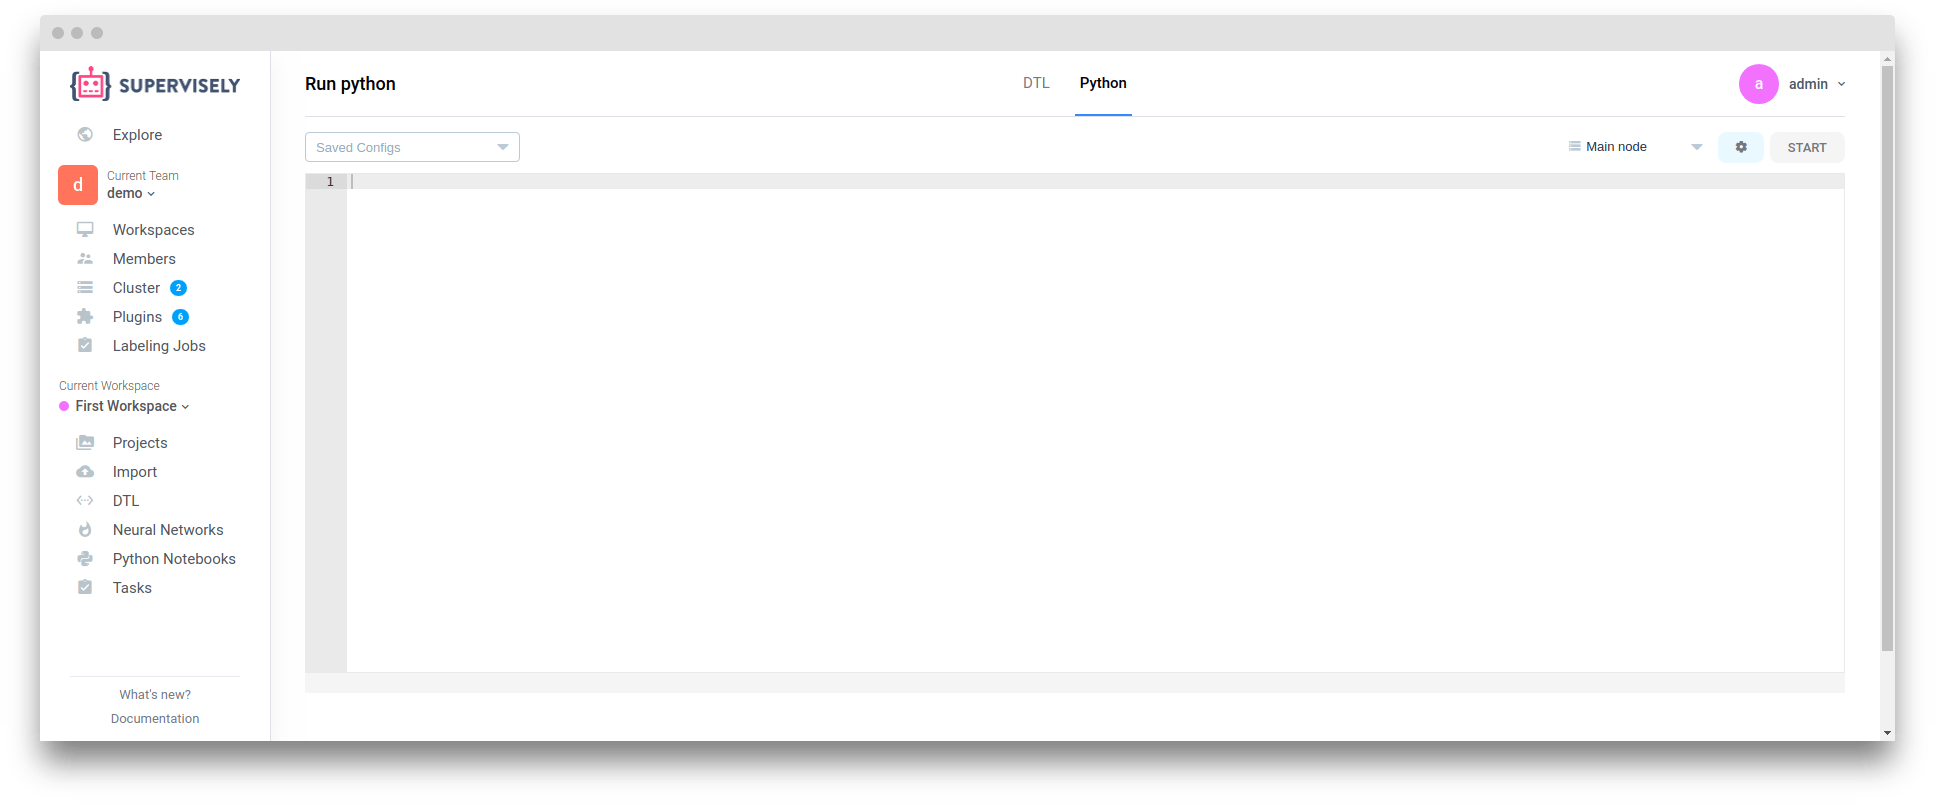 SUPERVISELY
Explore
d
Current Team
demo
Workspaces
Members
Cluster 2
Plugins 6
Labeling Jobs
Current Workspace
First Workspace
Projects
Import
DTL
Neural Networks
Python Notebooks
Tasks
What's new?
Documentation
Run python
DTL Python
a admin
Saved Configs
Main node
START
1